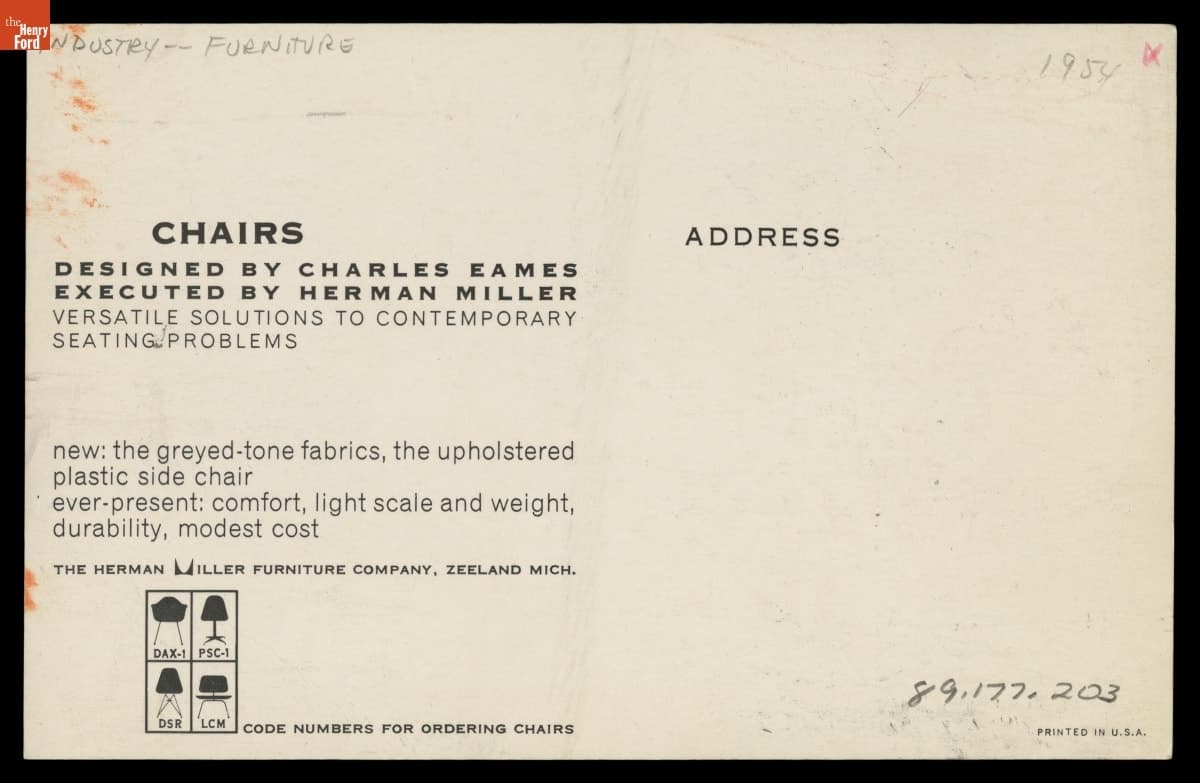 the
Henry
Ford
INDUSTRY -- FURNITURE
1954
CHAIRS
DESIGNED BY CHARLES EAMES
EXECUTED BY HERMAN MILLER
VERSATILE SOLUTIONS TO CONTEMPORARY
SEATING PROBLEMS
ADDRESS
new: the greyed-tone fabrics, the upholstered
plastic side chair
ever-present: comfort, light scale and weight,
durability, modest cost
THE HERMAN MILLER FURNITURE COMPANY, ZEELAND MICH.
DAX-1 PSC-1
DSR LCM
CODE NUMBERS FOR ORDERING CHAIRS
89.177.203
PRINTED IN U.S.A.